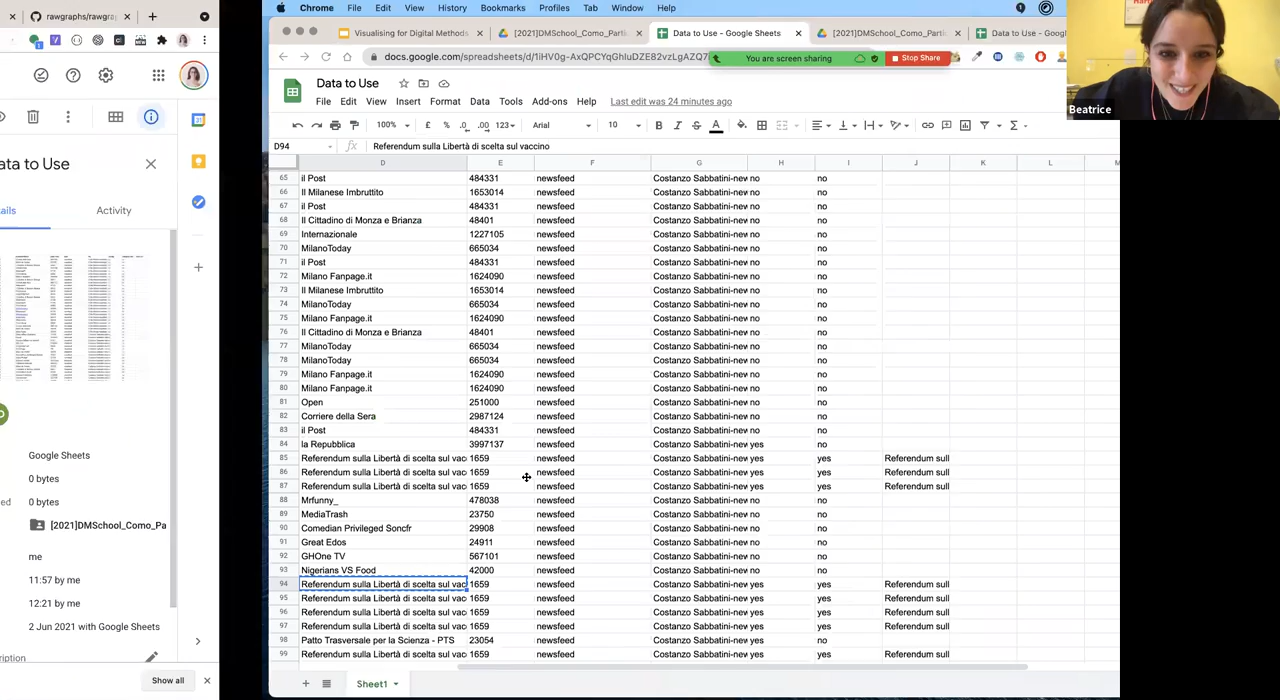 rawgraphs/rawgra
ata to Use
ails
Activity
Google Sheets
0 bytes
ed
0 bytes
[2021]DMSchool_Como_Pa
me
11:57 by me
12:21 by me
2 Jun 2021 with Google Sheets
ription
Show all
Chrome File Edit View History Bookmarks Profiles Tab Window Help
Visualising for Digital Methods
[2021]DMSchool_Como_Parti
Data to Use - Google Sheets
[2021]DMSchool_Como_Parti
Data to Use - Goog
docs.google.com/spreadsheets/d/1iHV0g-AxQPCYqGhIuDZE82vzLgAZQ7
You are screen sharing
Stop Share
Beatrice
Data to Use
File Edit View Insert Format Data Tools Add-ons Help Last edit was 24 minutes ago
100% £ % .0 .00 123 Arial 10 B I S A
D94 fx Referendum sulla Libertà di scelta sul vaccino
D E F G H I J K L M
65 il Post 484331 newsfeed Costanzo Sabbatini-new no no
66 Il Milanese Imbruttito 1653014 newsfeed Costanzo Sabbatini-new no no
67 il Post 484331 newsfeed Costanzo Sabbatini-new no no
68 Il Cittadino di Monza e Brianza 48401 newsfeed Costanzo Sabbatini-new no no
69 Internazionale 1227105 newsfeed Costanzo Sabbatini-new no no
70 MilanoToday 665034 newsfeed Costanzo Sabbatini-new no no
71 il Post 484331 newsfeed Costanzo Sabbatini-new no no
72 Milano Fanpage.it 1624090 newsfeed Costanzo Sabbatini-new no no
73 Il Milanese Imbruttito 1653014 newsfeed Costanzo Sabbatini-new no no
74 MilanoToday 665034 newsfeed Costanzo Sabbatini-new no no
75 Milano Fanpage.it 1624090 newsfeed Costanzo Sabbatini-new no no
76 Il Cittadino di Monza e Brianza 48401 newsfeed Costanzo Sabbatini-new no no
77 MilanoToday 665034 newsfeed Costanzo Sabbatini-new no no
78 MilanoToday 665034 newsfeed Costanzo Sabbatini-new no no
79 Milano Fanpage.it 1624090 newsfeed Costanzo Sabbatini-new no no
80 Milano Fanpage.it 1624090 newsfeed Costanzo Sabbatini-new no no
81 Open 251000 newsfeed Costanzo Sabbatini-new no no
82 Corriere della Sera 2987124 newsfeed Costanzo Sabbatini-new no no
83 il Post 484331 newsfeed Costanzo Sabbatini-new no no
84 la Repubblica 3997137 newsfeed Costanzo Sabbatini-new yes no
85 Referendum sulla Libertà di scelta sul vac 1659 newsfeed Costanzo Sabbatini-new yes yes Referendum sull
86 Referendum sulla Libertà di scelta sul vac 1659 newsfeed Costanzo Sabbatini-new yes yes Referendum sull
87 Referendum sulla Libertà di scelta sul vac 1659 newsfeed Costanzo Sabbatini-new yes yes Referendum sull
88 Mrfunny_ 478038 newsfeed Costanzo Sabbatini-new no no
89 MediaTrash 23750 newsfeed Costanzo Sabbatini-new no no
90 Comedian Privileged Soncfr 29908 newsfeed Costanzo Sabbatini-new no no
91 Great Edos 24911 newsfeed Costanzo Sabbatini-new no no
92 GHOne TV 567101 newsfeed Costanzo Sabbatini-new no no
93 Nigerians VS Food 42000 newsfeed Costanzo Sabbatini-new no no
94 Referendum sulla Libertà di scelta sul vac 1659 newsfeed Costanzo Sabbatini-new yes yes Referendum sull
95 Referendum sulla Libertà di scelta sul vac 1659 newsfeed Costanzo Sabbatini-new yes yes Referendum sull
96 Referendum sulla Libertà di scelta sul vac 1659 newsfeed Costanzo Sabbatini-new yes yes Referendum sull
97 Referendum sulla Libertà di scelta sul vac 1659 newsfeed Costanzo Sabbatini-new yes yes Referendum sull
98 Patto Trasversale per la Scienza - PTS 23054 newsfeed Costanzo Sabbatini-new yes no
99 Referendum sulla Libertà di scelta sul vac 1659 newsfeed Costanzo Sabbatini-new yes yes Referendum sull
Sheet1